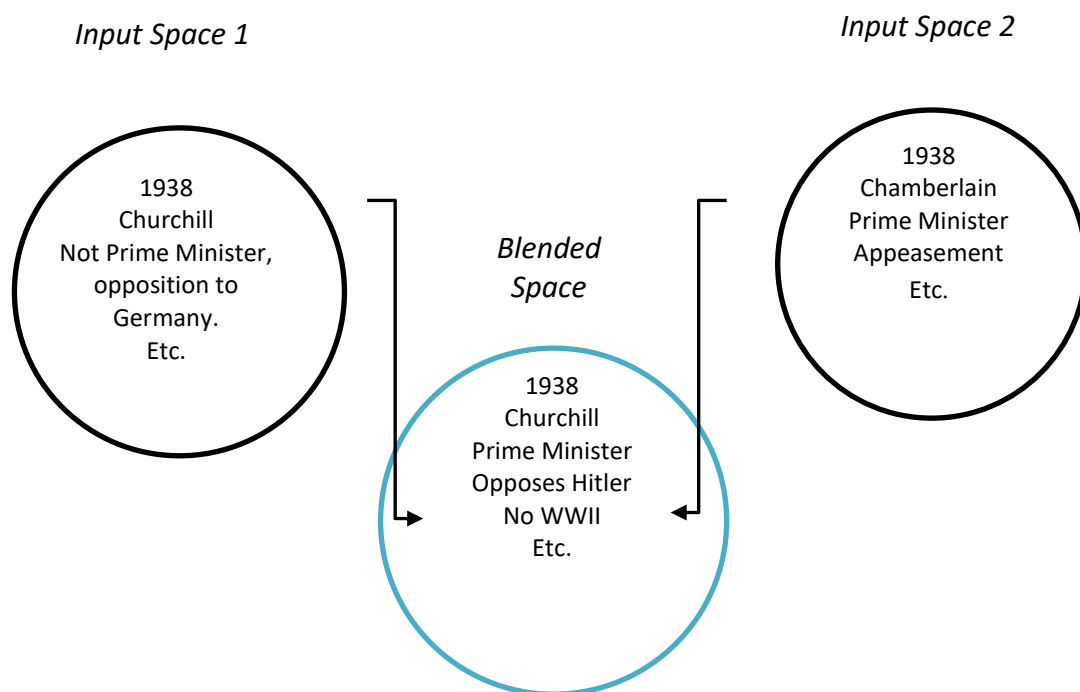 Input Space 1
Input Space 2
1938
Churchill
Not Prime Minister,
opposition to
Germany.
Etc.
1938
Chamberlain
Prime Minister
Appeasement
Etc.
Blended
Space
1938
Churchill
Prime Minister
Opposes Hitler
No WWII
Etc.